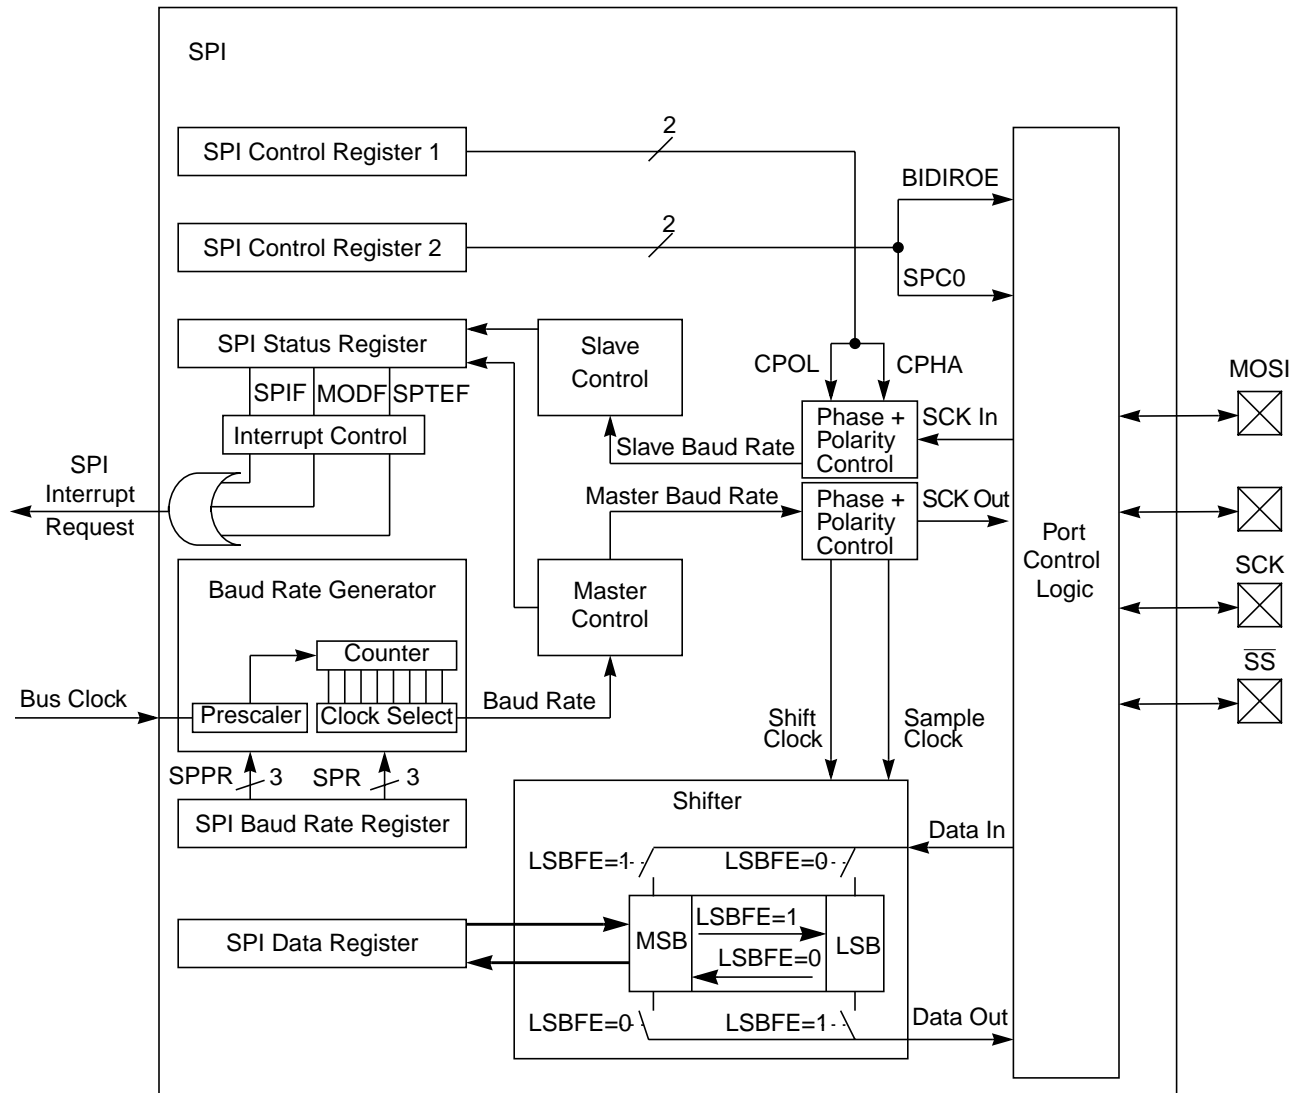 SPI
SPI Control Register 1
2
BIDIROE
SPI Control Register 2
2
SPC0
SPI Status Register
Slave
Control
CPOL
CPHA
MOSI
SPIF
MODF
SPTEF
Interrupt Control
Phase +
Polarity
Control
SCK In
Slave Baud Rate
SPI
Interrupt
Request
Master Baud Rate
Phase +
Polarity
Control
SCK Out
Port
Control
Logic
SCK
Baud Rate Generator
Master
Control
Counter
SS
Bus Clock
Prescaler
Clock Select
Baud Rate
Shift
Clock
Sample
Clock
SPPR
3
SPR
3
SPI Baud Rate Register
Shifter
Data In
LSBFE=1
LSBFE=0
SPI Data Register
MSB
LSBFE=1
LSBFE=0
LSB
LSBFE=0
LSBFE=1
Data Out